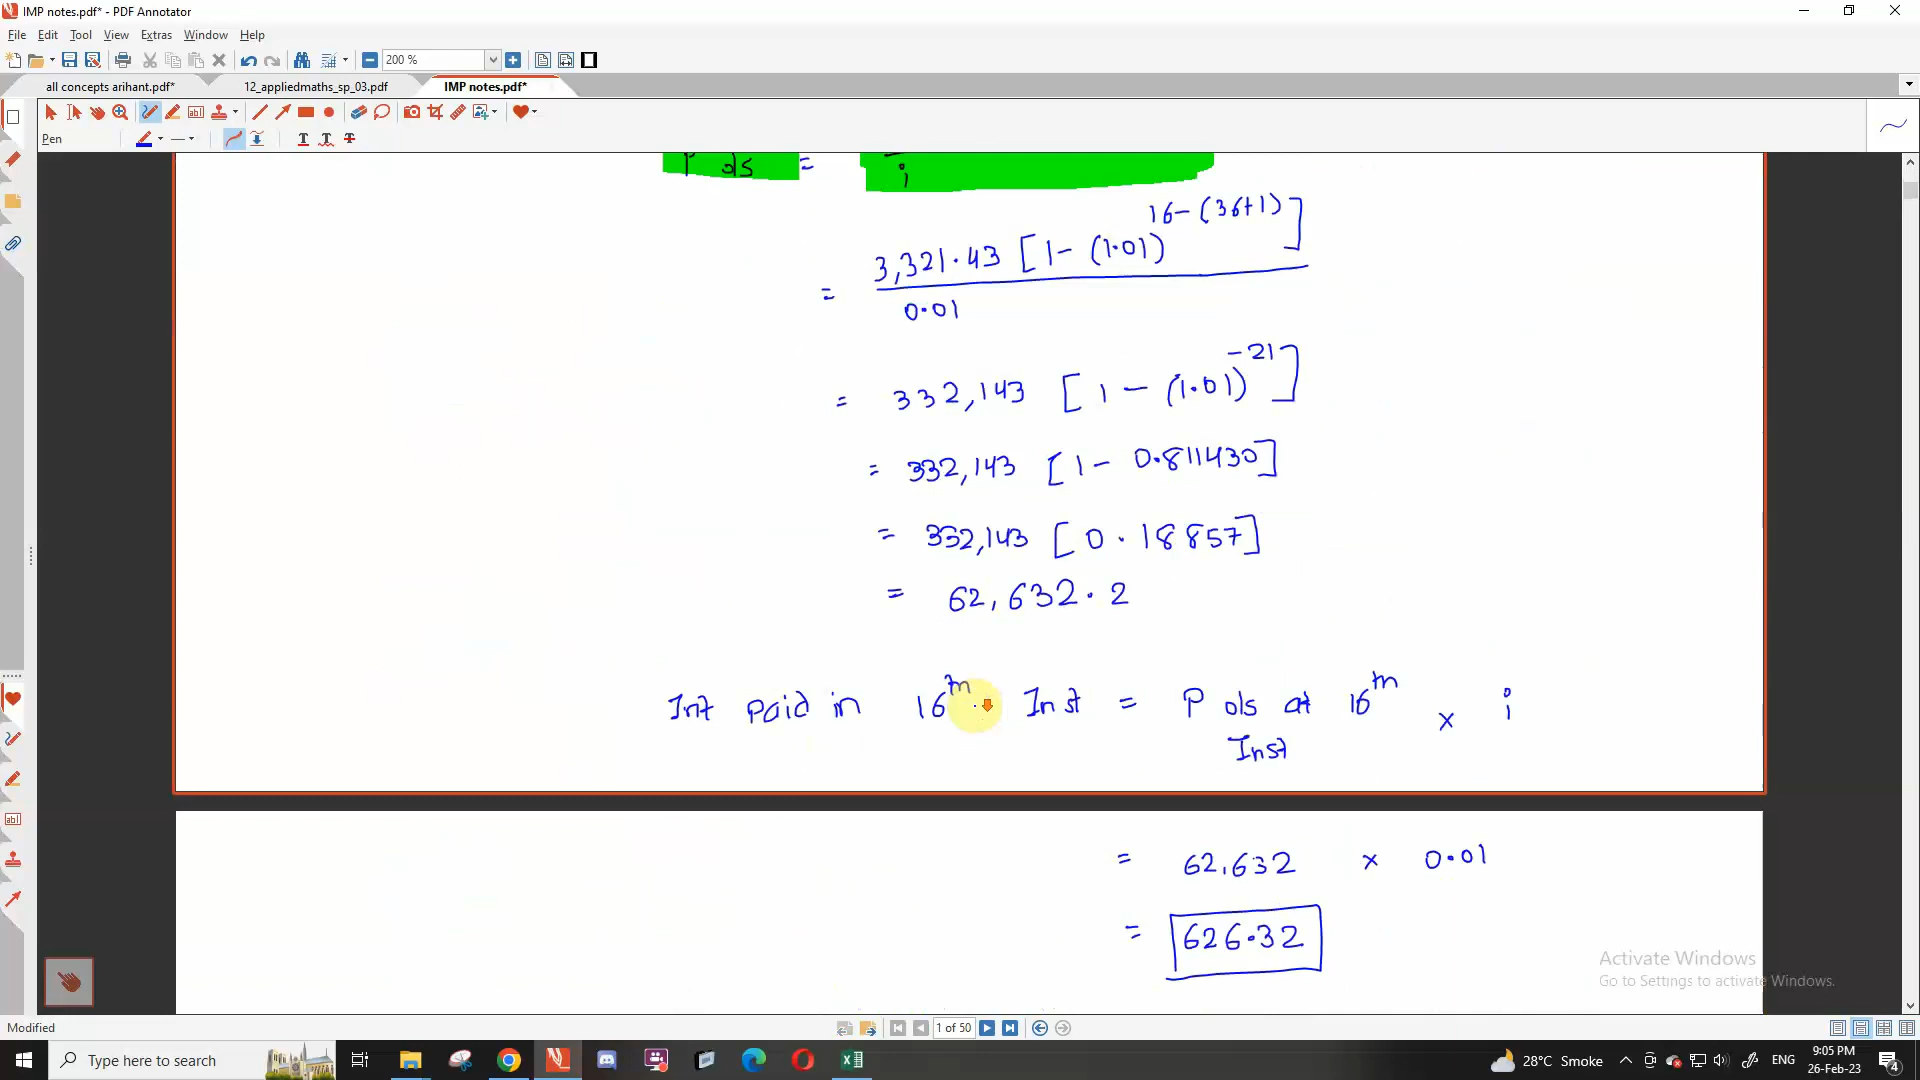 IMP notes.pdf* - PDF Annotator
File Edit Tool View Extras Window Help
200 %
all concepts arihant.pdf* 12_appliedmaths_sp_03.pdf IMP notes.pdf*
Pen
P ols =
i
= 3,321.43 [1 - (1.01)^16-(36+1)]
0.01
= 332,143 [1 - (1.01)^-21]
= 332,143 [1 - 0.811430]
= 332,143 [0.18857]
= 62,632.2
Int Paid in 16th Inst = P ols at 16th Inst × i
= 62,632 × 0.01
= 626.32
Activate Windows
Go to Settings to activate Windows.
Modified
1 of 50
Type here to search
28°C Smoke
ENG
9:05 PM
26-Feb-23
4